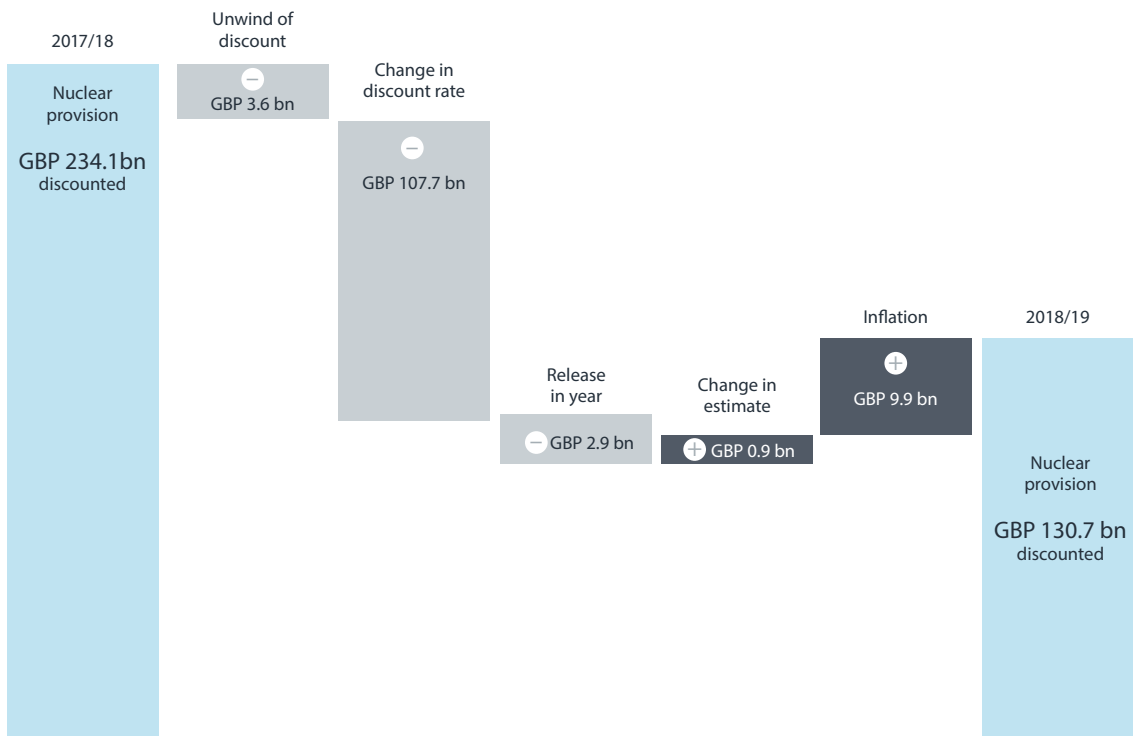 2017/18
Nuclear
provision
GBP 234.1bn
discounted
Unwind of
discount
−
GBP 3.6 bn
Change in
discount rate
−
GBP 107.7 bn
Release
in year
− GBP 2.9 bn
Change in
estimate
+ GBP 0.9 bn
Inflation
+
GBP 9.9 bn
2018/19
Nuclear
provision
GBP 130.7 bn
discounted